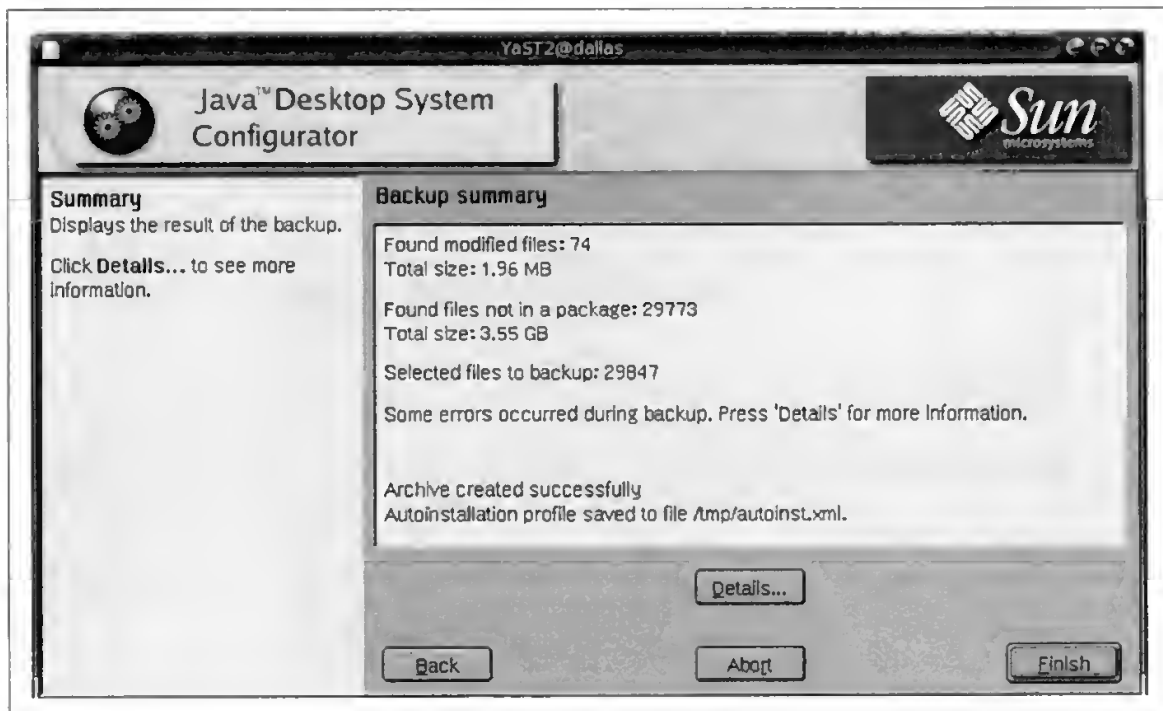 YaST2@dallas
Java™ Desktop System
Configurator
Sun
microsystems
Summary
Displays the result of the backup.
Click Details... to see more
information.
Backup summary
Found modified files: 74
Total size: 1.96 MB
Found files not in a package: 29773
Total size: 3.55 GB
Selected files to backup: 29847
Some errors occurred during backup. Press 'Details' for more information.
Archive created successfully
Autoinstallation profile saved to file /tmp/autoinst.xml.
Details...
Back
Abort
Finish